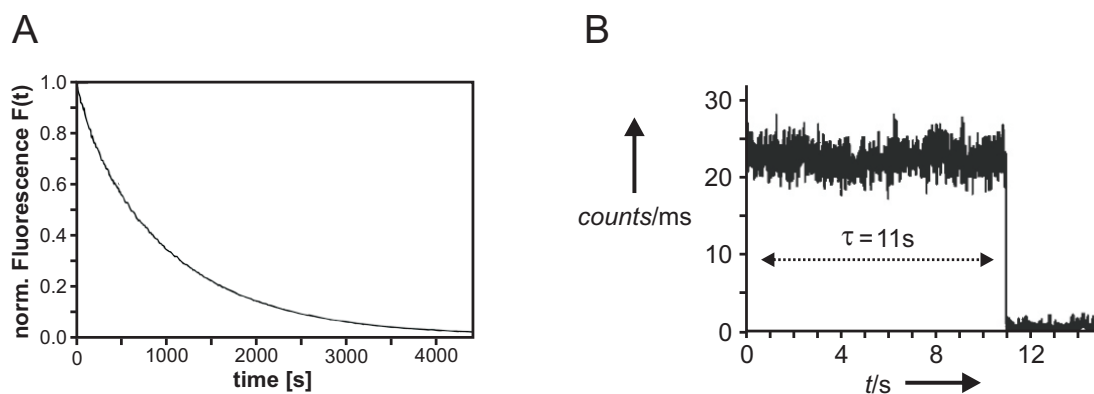 A
norm. Fluorescence F(t)
1.0
0.8
0.6
0.4
0.2
0.0
0 1000 2000 3000 4000
time [s]
B
counts/ms
30
20
10
0
τ = 11s
0 4 8 12
t/s